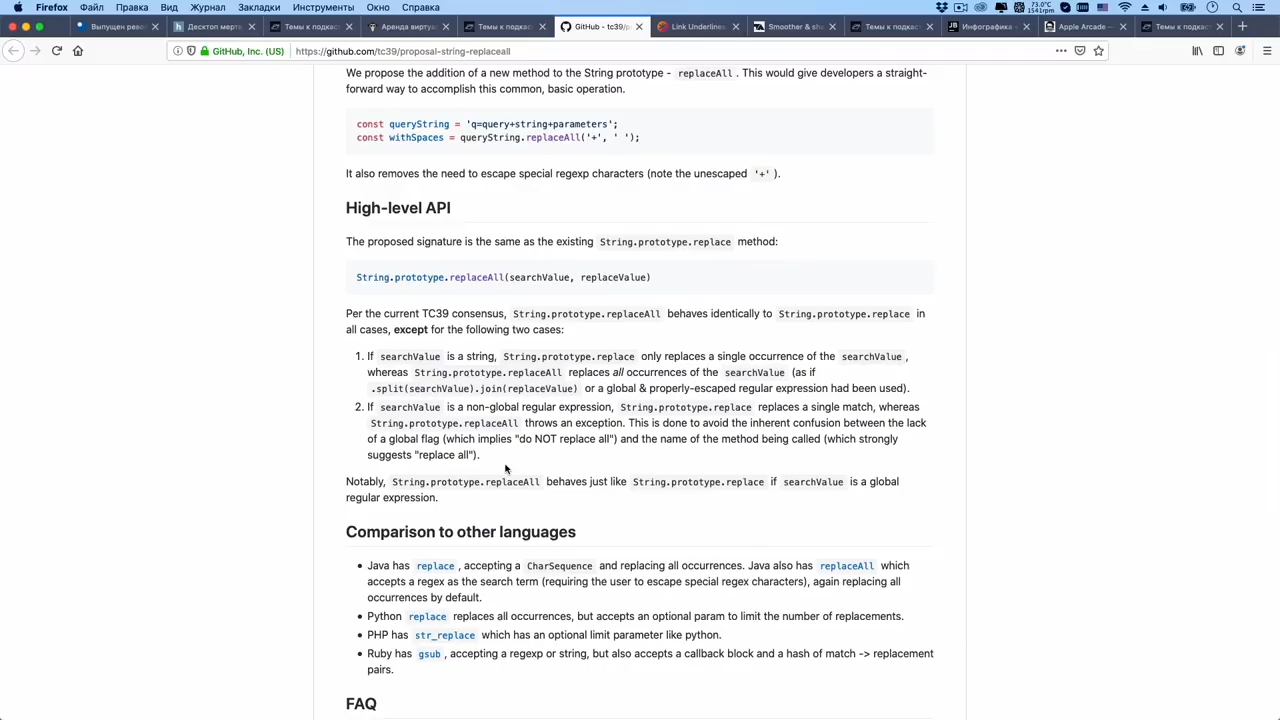 Firefox Файл Правка Вид Журнал Закладки Инструменты Окно Справка 73.0°C 1541rpm
Выпущен рево Десктоп мертв Темы к подкаст Аренда виртуа Темы к подкас GitHub - tc39/p Link Underlines, Smoother & sha Темы к подкаст Инфографика Apple Arcade — Темы к подкаст
GitHub, Inc. (US) https://github.com/tc39/proposal-string-replaceall
We propose the addition of a new method to the String prototype - replaceAll . This would give developers a straight-
forward way to accomplish this common, basic operation.
const queryString = 'q=query+string+parameters';
const withSpaces = queryString.replaceAll('+', ' ');
It also removes the need to escape special regexp characters (note the unescaped '+' ).
High-level API
The proposed signature is the same as the existing String.prototype.replace method:
String.prototype.replaceAll(searchValue, replaceValue)
Per the current TC39 consensus, String.prototype.replaceAll behaves identically to String.prototype.replace in
all cases, except for the following two cases:
1. If searchValue is a string, String.prototype.replace only replaces a single occurrence of the searchValue ,
whereas String.prototype.replaceAll replaces all occurrences of the searchValue (as if
.split(searchValue).join(replaceValue) or a global & properly-escaped regular expression had been used).
2. If searchValue is a non-global regular expression, String.prototype.replace replaces a single match, whereas
String.prototype.replaceAll throws an exception. This is done to avoid the inherent confusion between the lack
of a global flag (which implies "do NOT replace all") and the name of the method being called (which strongly
suggests "replace all").
Notably, String.prototype.replaceAll behaves just like String.prototype.replace if searchValue is a global
regular expression.
Comparison to other languages
• Java has replace , accepting a CharSequence and replacing all occurrences. Java also has replaceAll which
accepts a regex as the search term (requiring the user to escape special regex characters), again replacing all
occurrences by default.
• Python replace replaces all occurrences, but accepts an optional param to limit the number of replacements.
• PHP has str_replace which has an optional limit parameter like python.
• Ruby has gsub , accepting a regexp or string, but also accepts a callback block and a hash of match -> replacement
pairs.
FAQ